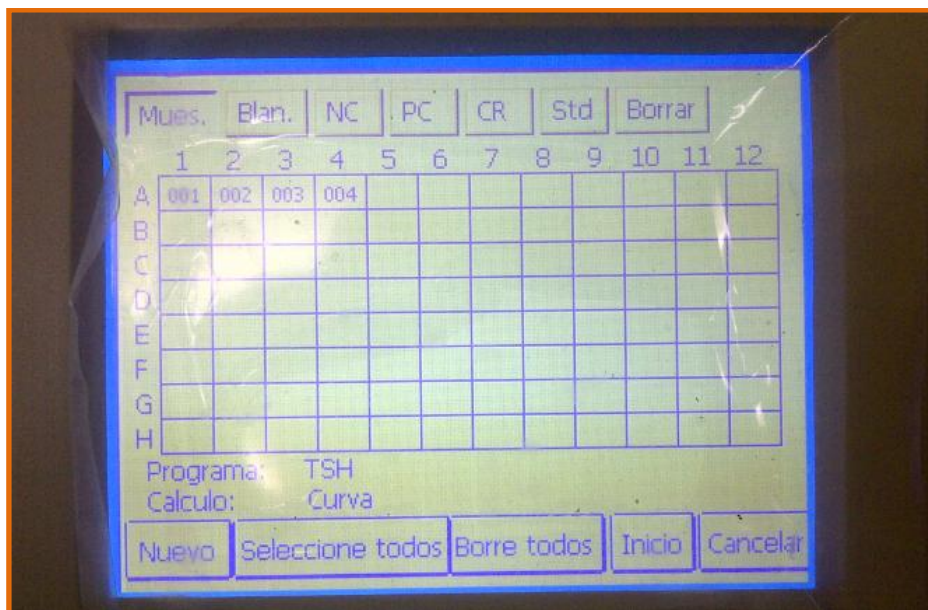 Mues. Blan. NC PC CR Std Borrar
1 2 3 4 5 6 7 8 9 10 11 12
A 001 002 003 004
B
C
D
E
F
G
H
Programa: TSH
Calculo: Curva
Nuevo Seleccione todos Borre todos Inicio Cancelar